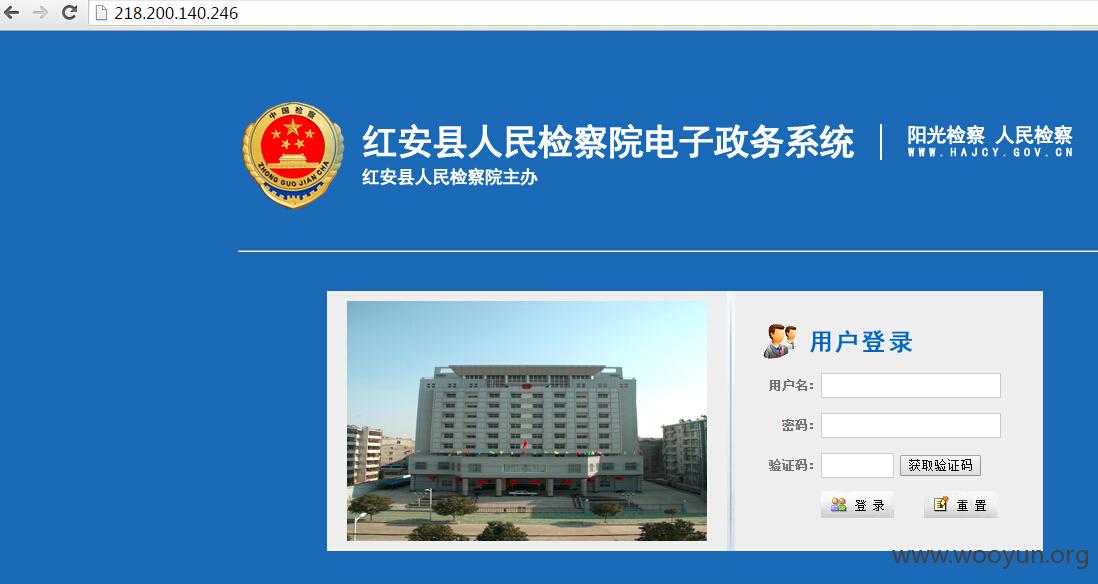 218.200.140.246
中国检察
ZHONG GUO JIAN CHA
红安县人民检察院电子政务系统
红安县人民检察院主办
阳光检察 人民检察
WWW.HAJCY.GOV.CN
用户登录
用户名:
密码:
验证码:
获取验证码
登 录
重 置
www.wooyun.org